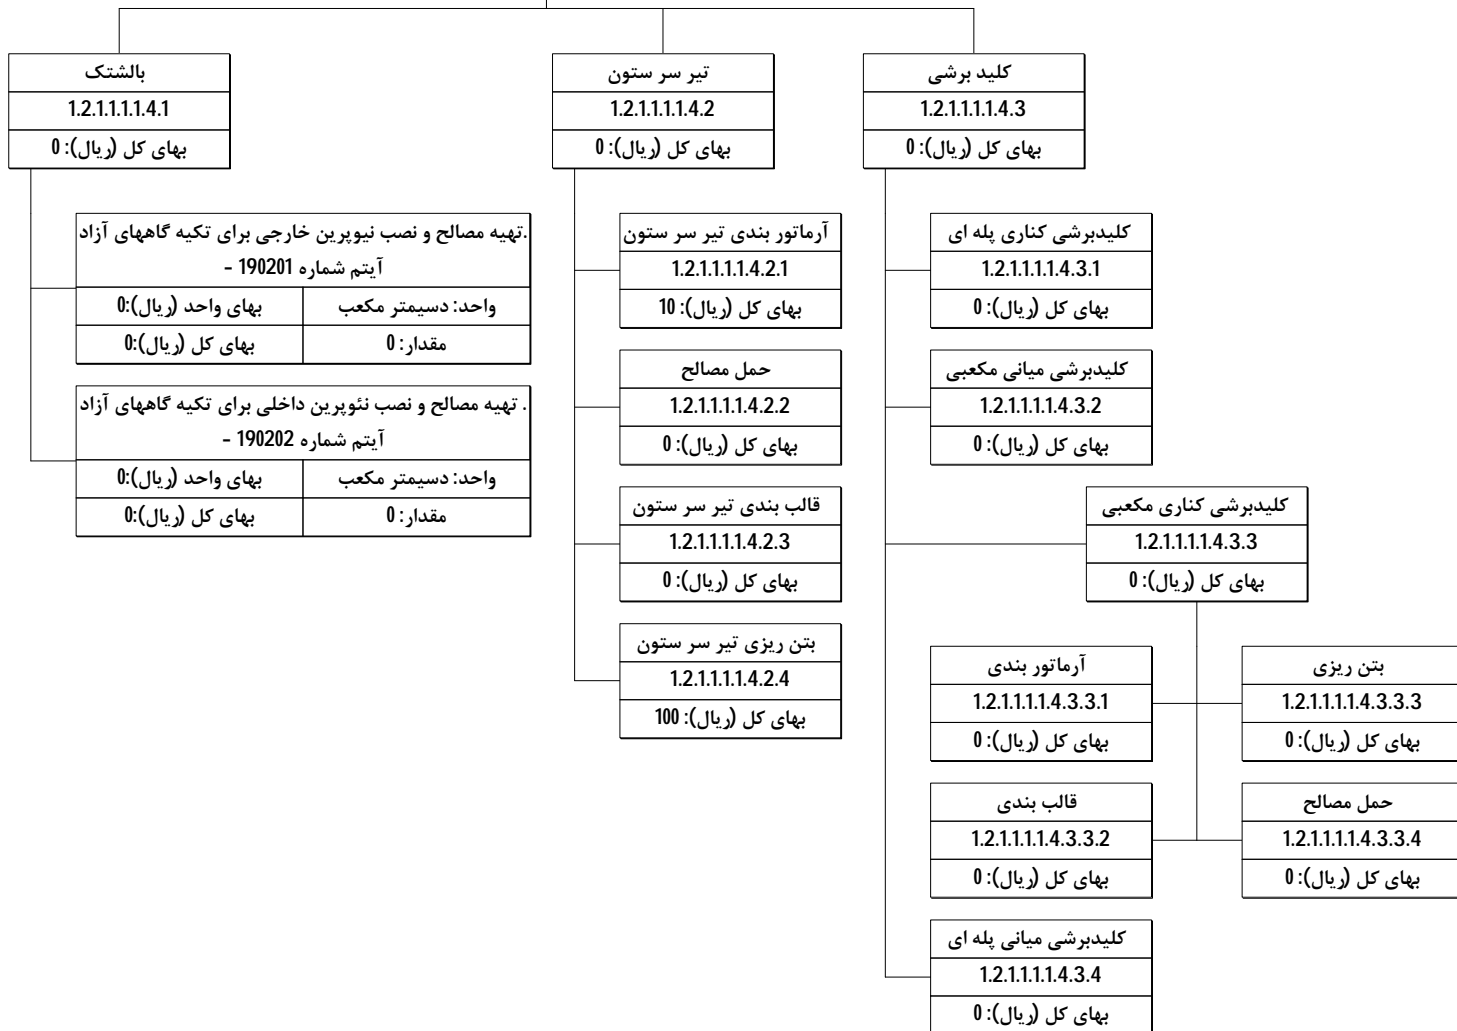 بالشتک
1.2.1.1.1.1.4.1
بهای کل (ریال): 0
.تهیه مصالح و نصب نیوپرین خارجی برای تکیه گاههای آزاد
آیتم شماره 190201 -
واحد: دسیمتر مکعب
بهای واحد (ریال):0
مقدار: 0
بهای کل (ریال):0
. تهیه مصالح و نصب نئوپرین داخلی برای تکیه گاههای آزاد
آیتم شماره 190202 -
واحد: دسیمتر مکعب
بهای واحد (ریال):0
مقدار: 0
بهای کل (ریال):0
تیر سر ستون
1.2.1.1.1.1.4.2
بهای کل (ریال): 0
آرماتور بندی تیر سر ستون
1.2.1.1.1.1.4.2.1
بهای کل (ریال): 10
حمل مصالح
1.2.1.1.1.1.4.2.2
بهای کل (ریال): 0
قالب بندی تیر سر ستون
1.2.1.1.1.1.4.2.3
بهای کل (ریال): 0
بتن ریزی تیر سر ستون
1.2.1.1.1.1.4.2.4
بهای کل (ریال): 100
کلید برشی
1.2.1.1.1.1.4.3
بهای کل (ریال): 0
کلیدبرشی کناری پله ای
1.2.1.1.1.1.4.3.1
بهای کل (ریال): 0
کلیدبرشی میانی مکعبی
1.2.1.1.1.1.4.3.2
بهای کل (ریال): 0
کلیدبرشی کناری مکعبی
1.2.1.1.1.1.4.3.3
بهای کل (ریال): 0
آرماتور بندی
1.2.1.1.1.1.4.3.3.1
بهای کل (ریال): 0
قالب بندی
1.2.1.1.1.1.4.3.3.2
بهای کل (ریال): 0
بتن ریزی
1.2.1.1.1.1.4.3.3.3
بهای کل (ریال): 0
حمل مصالح
1.2.1.1.1.1.4.3.3.4
بهای کل (ریال): 0
کلیدبرشی میانی پله ای
1.2.1.1.1.1.4.3.4
بهای کل (ریال): 0